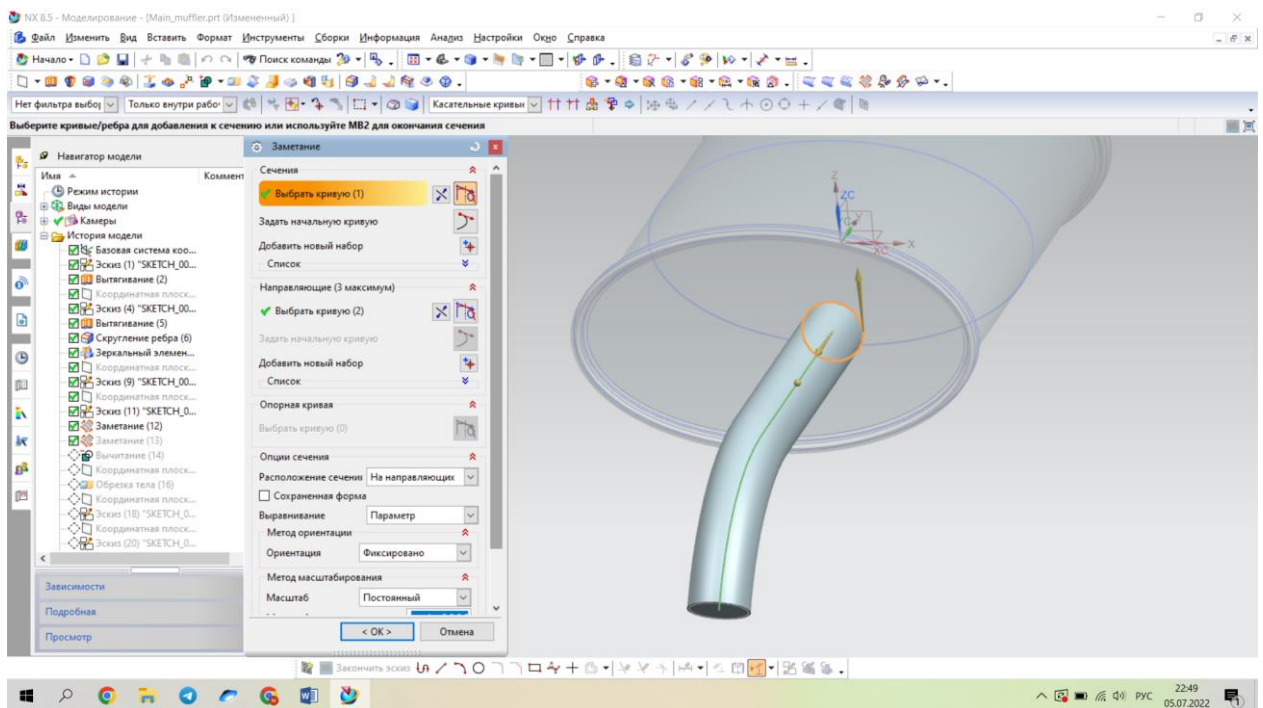 NX 8.5 - Моделирование - [Main_muffler.prt (Измененный) ]
Файл Изменить Вид Вставить Формат Инструменты Сборки Информация Анализ Настройки Окно Справка
Начало Поиск команды
Нет фильтра выбор Только внутри рабоч Касательные кривые
Выберите кривые/ребра для добавления к сечению или используйте MB2 для окончания сечения
Навигатор модели
Имя Коммент
Режим истории
Виды модели
Камеры
История модели
Базовая система коо...
Эскиз (1) "SKETCH_00...
Вытягивание (2)
Координатная плоск...
Эскиз (4) "SKETCH_00...
Вытягивание (5)
Скругление ребра (6)
Зеркальный элемен...
Координатная плоск...
Эскиз (9) "SKETCH_00...
Координатная плоск...
Эскиз (11) "SKETCH_0...
Заметание (12)
Заметание (13)
Вычитание (14)
Координатная плоск...
Обрезка тела (16)
Координатная плоск...
Эскиз (18) "SKETCH_0...
Координатная плоск...
Эскиз (20) "SKETCH_0...
Зависимости
Подробная
Просмотр
Заметание
Сечения
Выбрать кривую (1)
Задать начальную кривую
Добавить новый набор
Список
Направляющие (3 максимум)
Выбрать кривую (2)
Задать начальную кривую
Добавить новый набор
Список
Опорная кривая
Выбрать кривую (0)
Опции сечения
Расположение сечени На направляющих
Сохраненная форма
Выравнивание Параметр
Метод ориентации
Ориентация Фиксировано
Метод масштабирования
Масштаб Постоянный
< OK > Отмена
Z
ZC
Y
X
XC
Закончить эскиз
РУС
22:49
05.07.2022